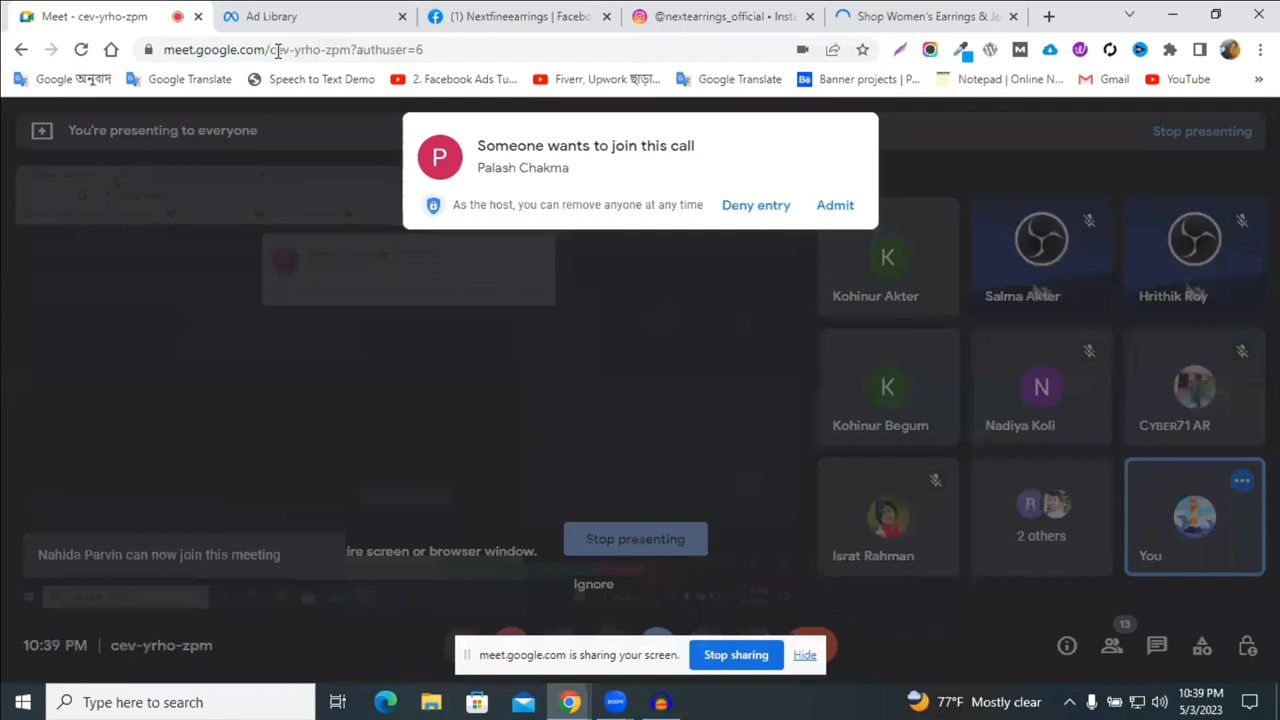 Meet - cev-yrho-zpm
Ad Library
(1) Nextfineearrings | Facebo
@nextearrings_official • Insta
Shop Women's Earrings & Je
meet.google.com/cev-yrho-zpm?authuser=6
Google অনুবাদ
Google Translate
Speech to Text Demo
2. Facebook Ads Tu...
Fiverr, Upwork ছাড়া...
Google Translate
Banner projects | P...
Notepad | Online N...
Gmail
YouTube
You're presenting to everyone
Stop presenting
Someone wants to join this call
P
Palash Chakma
As the host, you can remove anyone at any time
Deny entry
Admit
K
Kohinur Akter
Salma Akter
Hrithik Roy
K
Kohinur Begum
N
Nadiya Koli
CYBER71 AR
Israt Rahman
R
2 others
You
Nahida Parvin can now join this meeting
tire screen or browser window.
Stop presenting
Ignore
10:39 PM
cev-yrho-zpm
13
meet.google.com is sharing your screen.
Stop sharing
Hide
Type here to search
zoom
77°F Mostly clear
10:39 PM
5/3/2023